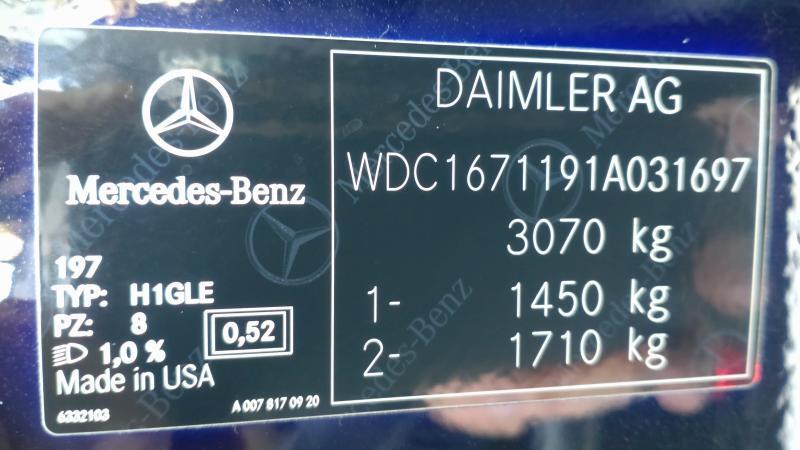 Mercedes-Benz
197
TYP: H1GLE
PZ: 8
0,52
1,0 %
Made in USA
6332103
A 007 817 09 20
DAIMLER AG
WDC1671191A031697
3070 kg
1- 1450 kg
2- 1710 kg